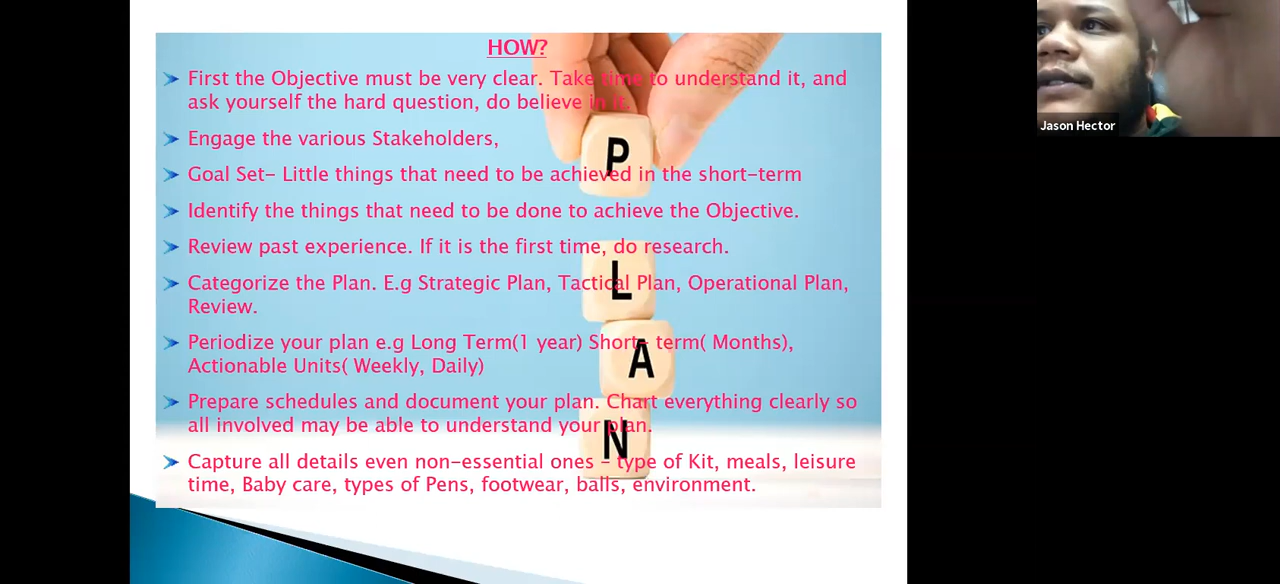 HOW?
First the Objective must be very clear. Take time to understand it, and
ask yourself the hard question, do believe in it.
Engage the various Stakeholders,
Goal Set- Little things that need to be achieved in the short-term
Identify the things that need to be done to achieve the Objective.
Review past experience. If it is the first time, do research.
Categorize the Plan. E.g Strategic Plan, Tactical Plan, Operational Plan,
Review.
Periodize your plan e.g Long Term(1 year) Short- term( Months),
Actionable Units( Weekly, Daily)
Prepare schedules and document your plan. Chart everything clearly so
all involved may be able to understand your plan.
Capture all details even non-essential ones - type of Kit, meals, leisure
time, Baby care, types of Pens, footwear, balls, environment.
P
L
A
N
Jason Hector